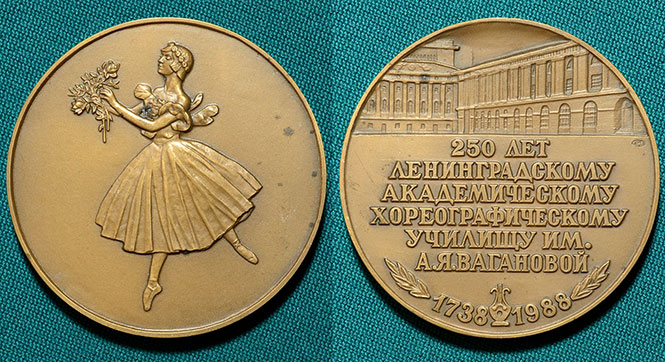 250 ЛЕТ
ЛЕНИНГРАДСКОМУ
АКАДЕМИЧЕСКОМУ
ХОРЕОГРАФИЧЕСКОМУ
УЧИЛИЩУ ИМ.
А.Я.ВАГАНОВОЙ
1738 1988